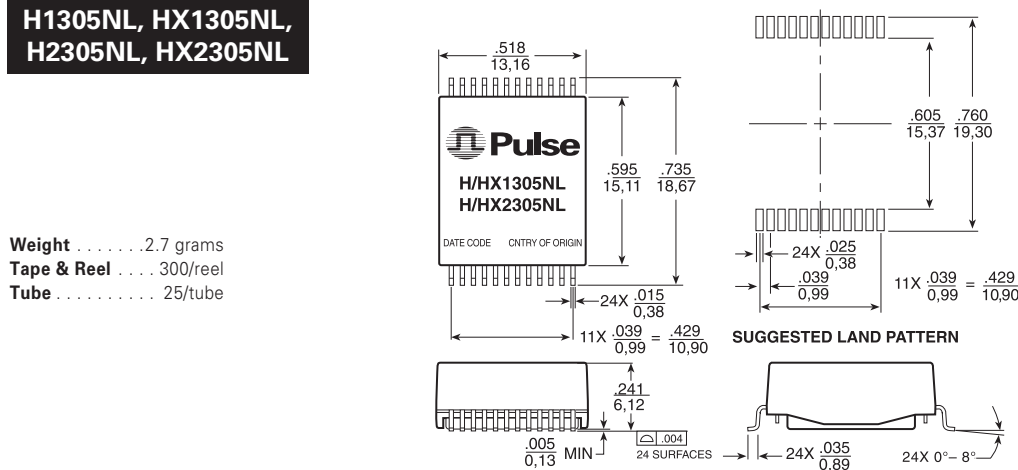 H1305NL, HX1305NL,
H2305NL, HX2305NL
Weight . . . . . . .2.7 grams
Tape & Reel . . . . 300/reel
Tube . . . . . . . . . . 25/tube
.518
13,16
Pulse
H/HX1305NL
H/HX2305NL
DATE CODE CNTRY OF ORIGIN
.595
15,11
.735
18,67
24X .015
0,38
11X .039 = .429
0,99 10,90
.605
15,37
.760
19,30
24X .025
0,38
.039
0,99
11X .039 = .429
0,99 10,90
SUGGESTED LAND PATTERN
.241
6,12
.005
0,13 MIN
.004
24 SURFACES
24X .035
0.89
24X 0°– 8°